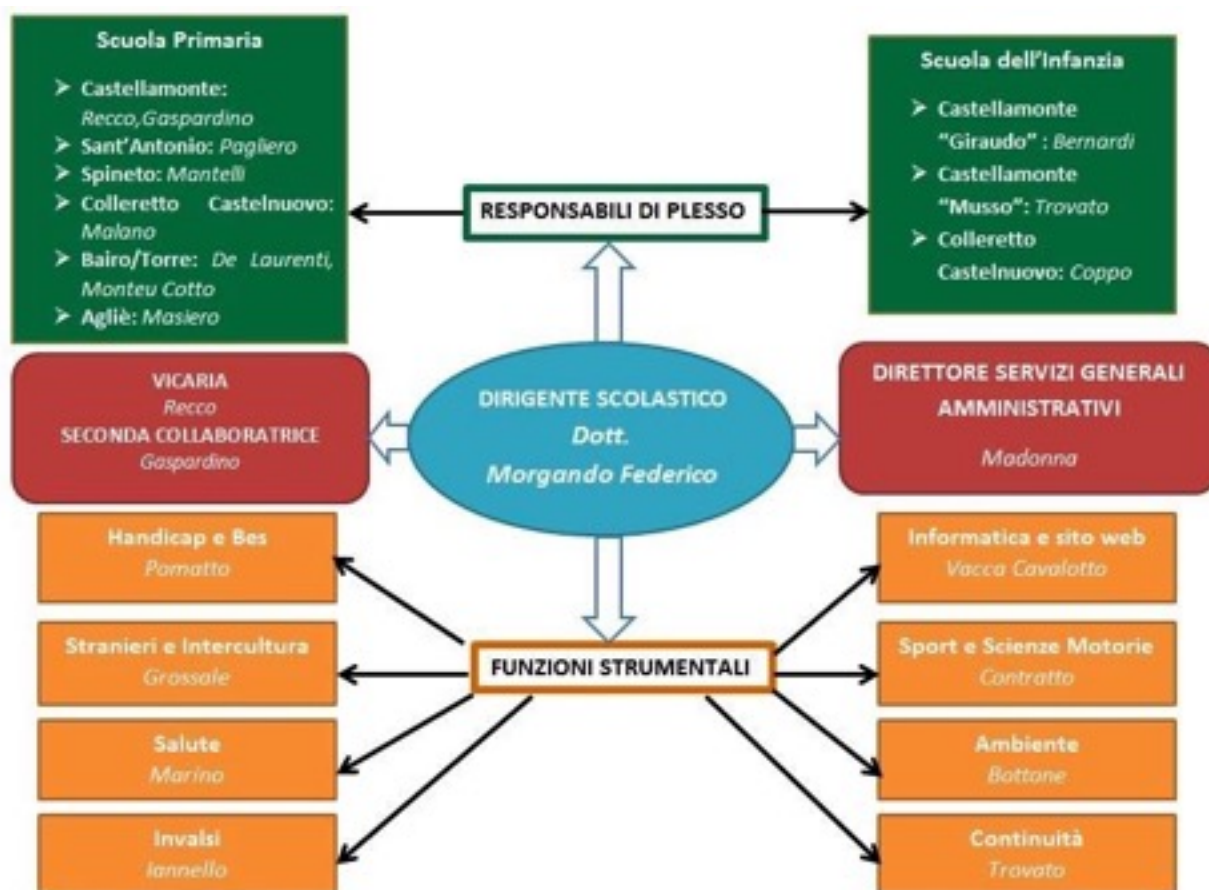 Scuola Primaria
➤ Castellamonte:
Recco,Gaspardino
➤ Sant'Antonio: Pagliero
➤ Spineto: Mantelli
➤ Colleretto Castelnuovo:
Malano
➤ Bairo/Torre: De Laurenti,
Monteu Cotto
➤ Agliè: Masiero
RESPONSABILI DI PLESSO
Scuola dell'Infanzia
➤ Castellamonte
"Giraudo" : Bernardi
➤ Castellamonte
"Musso": Trovato
➤ Colleretto
Castelnuovo: Coppo
VICARIA
Recco
SECONDA COLLABORATRICE
Gaspardino
DIRIGENTE SCOLASTICO
Dott.
Morgando Federico
DIRETTORE SERVIZI GENERALI
AMMINISTRATIVI
Madonna
Handicap e Bes
Pomatto
Stranieri e Intercultura
Grossale
Salute
Marino
Invalsi
Iannello
FUNZIONI STRUMENTALI
Informatica e sito web
Vacca Cavalotto
Sport e Scienze Motorie
Contratto
Ambiente
Bottone
Continuità
Trovato